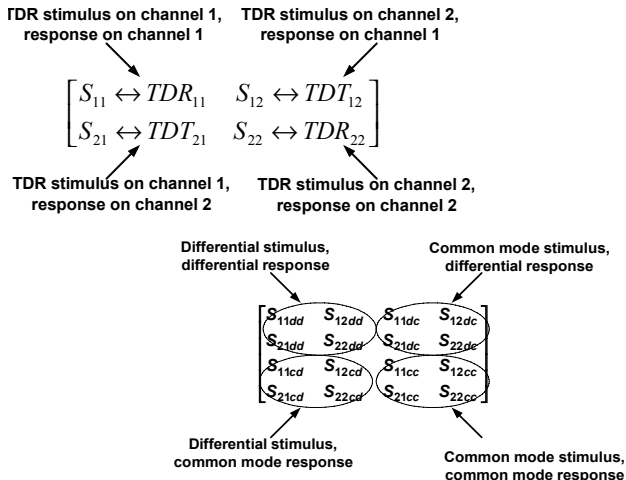 TDR stimulus on channel 1, TDR stimulus on channel 2,
response on channel 1 response on channel 1
[ S₁₁ ↔ TDR₁₁ S₁₂ ↔ TDT₁₂ ]
[ S₂₁ ↔ TDT₂₁ S₂₂ ↔ TDR₂₂ ]
TDR stimulus on channel 1, TDR stimulus on channel 2,
response on channel 2 response on channel 2
Differential stimulus, Common mode stimulus,
differential response differential response
S11dd S12dd S11dc S12dc
S21dd S22dd S21dc S22dc
S11cd S12cd S11cc S12cc
S21cd S22cd S21cc S22cc
Differential stimulus, Common mode stimulus,
common mode response common mode response